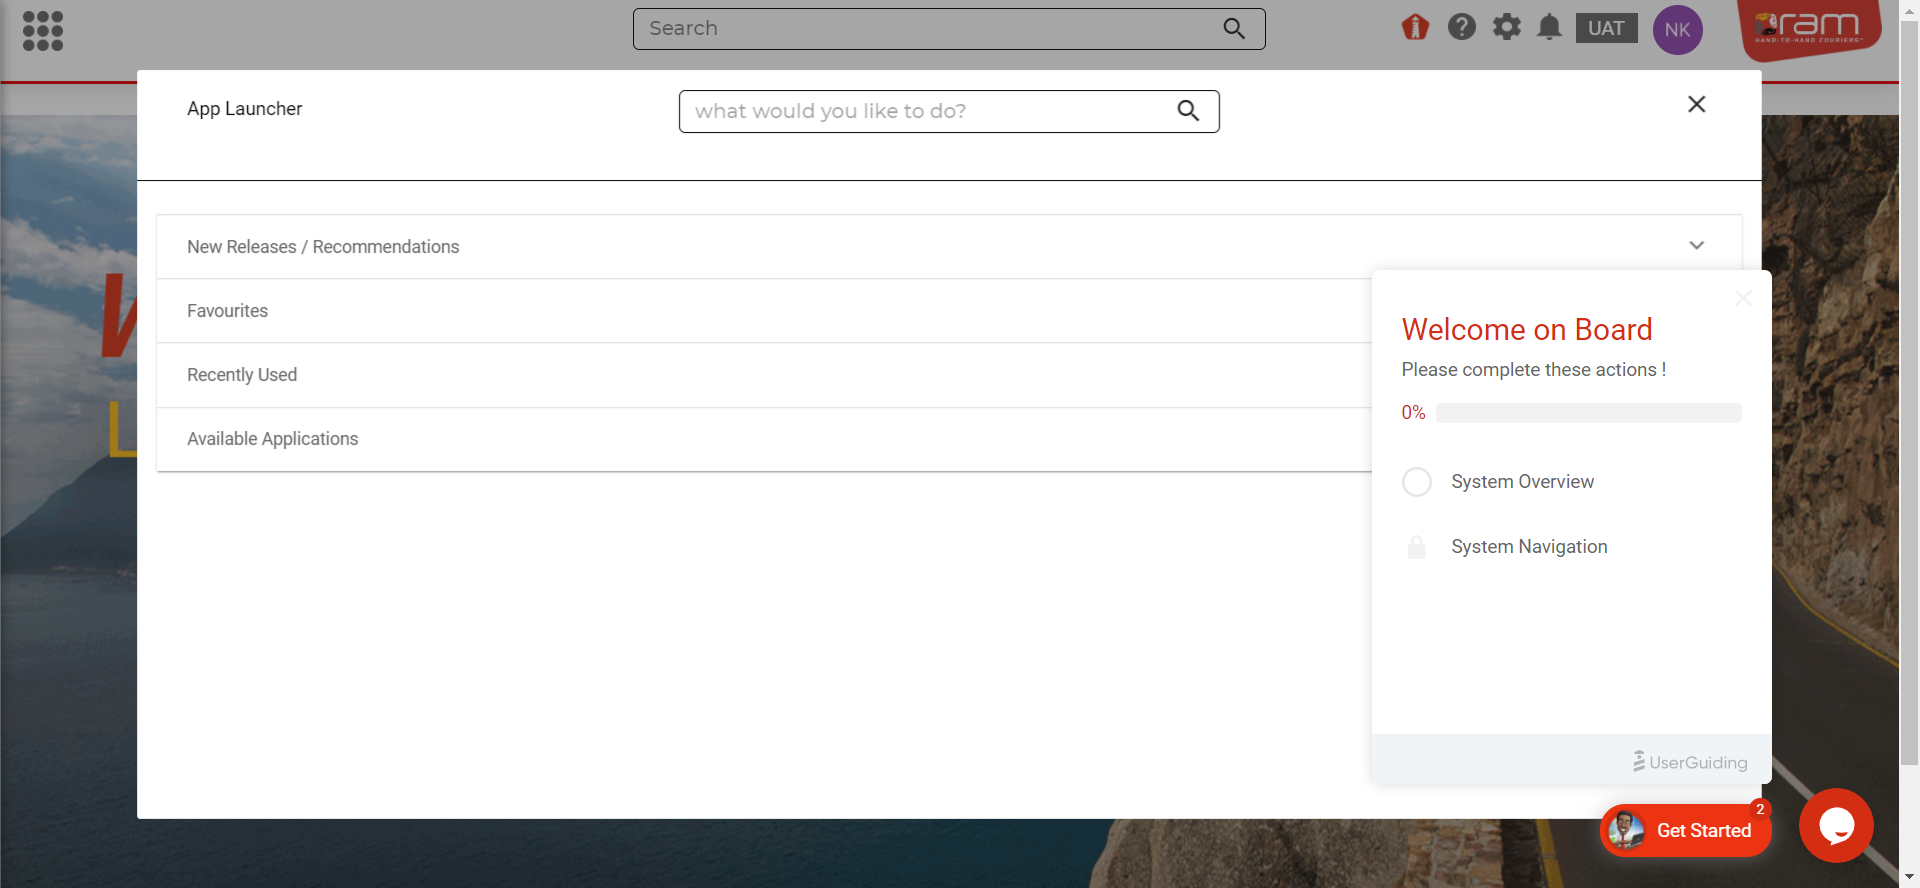 Search
UAT
NK
ram
HAND-TO-HAND COURIERS
App Launcher
what would you like to do?
New Releases / Recommendations
Favourites
Recently Used
Available Applications
Welcome on Board
Please complete these actions !
0%
System Overview
System Navigation
UserGuiding
2
Get Started